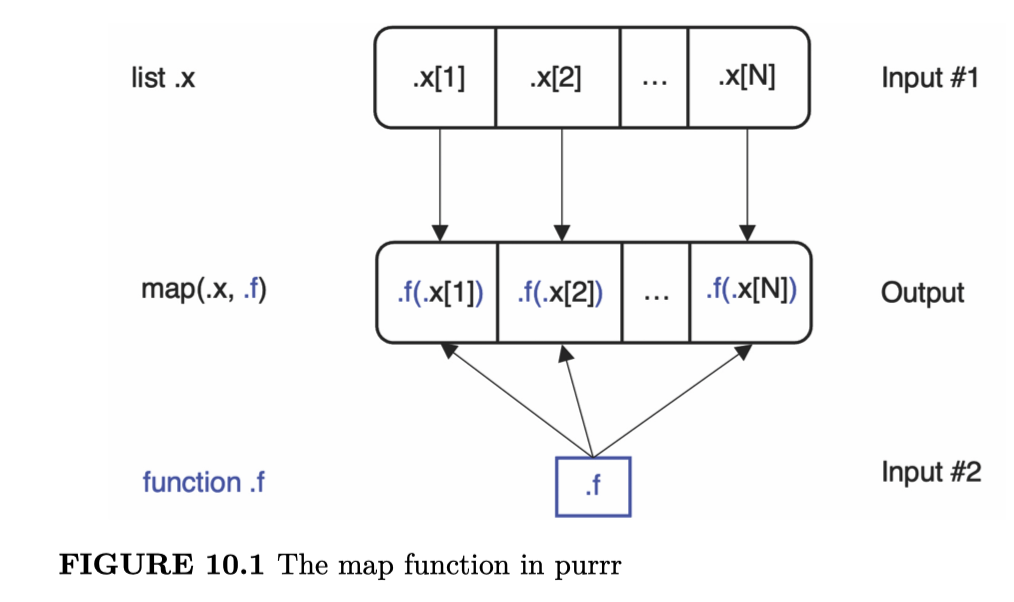 list .x .x[1] .x[2] ... .x[N] Input #1
map(.x, .f) .f(.x[1]) .f(.x[2]) ... .f(.x[N]) Output
function .f .f Input #2
FIGURE 10.1 The map function in purrr